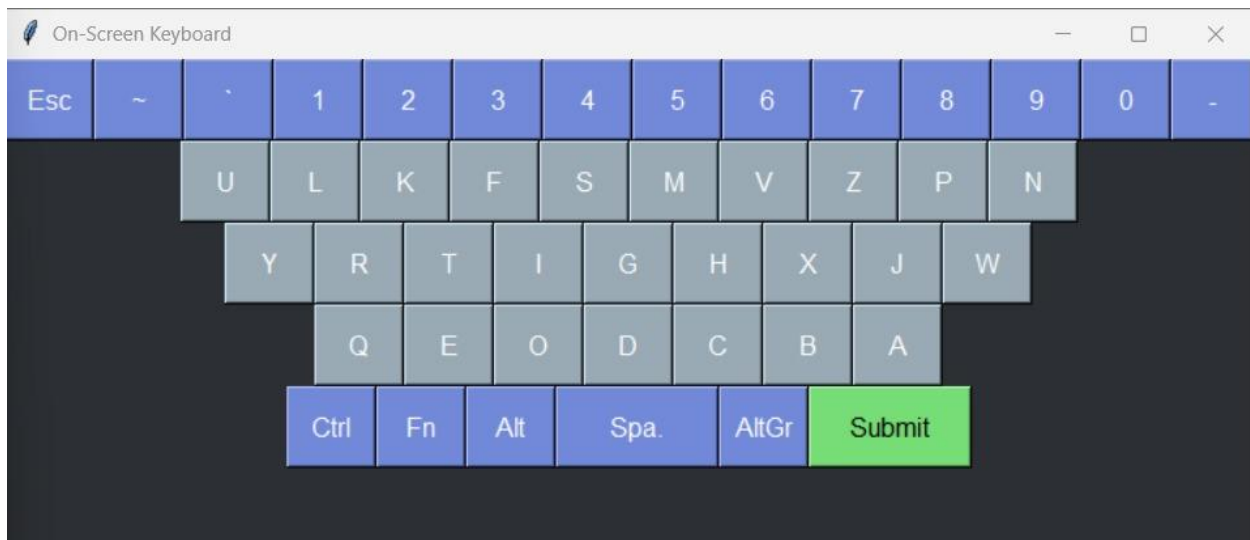 On-Screen Keyboard
Esc ~ ` 1 2 3 4 5 6 7 8 9 0 -
U L K F S M V Z P N
Y R T I G H X J W
Q E O D C B A
Ctrl Fn Alt Spa. AltGr Submit